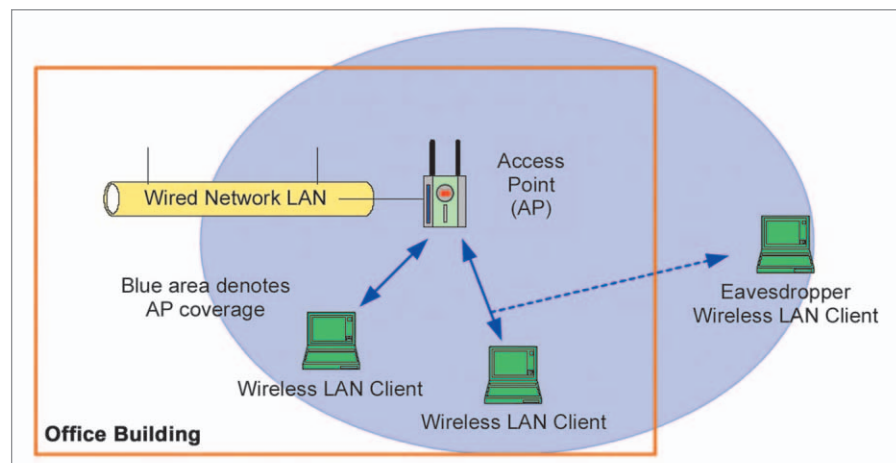 Access
Point
(AP)
Wired Network LAN
Blue area denotes
AP coverage
Eavesdropper
Wireless LAN Client
Wireless LAN Client
Wireless LAN Client
Office Building